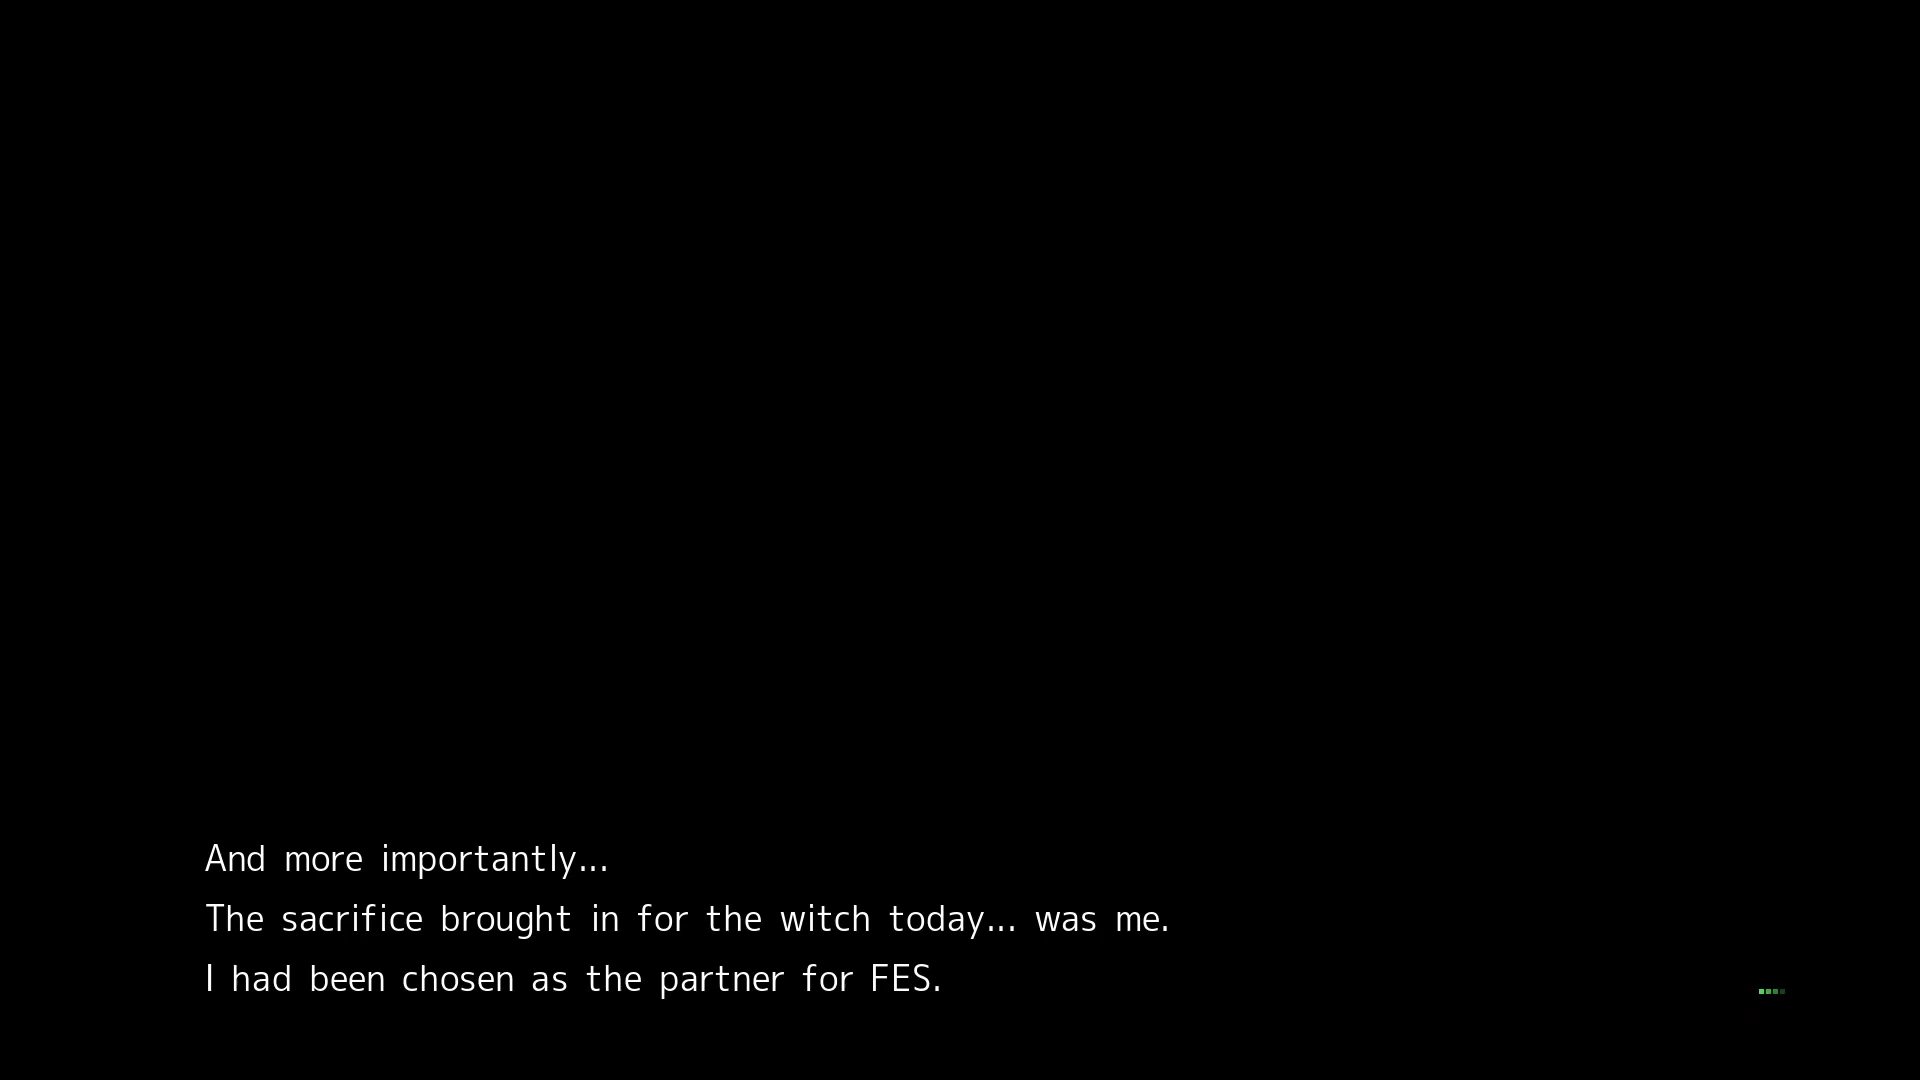 And more importantly...
The sacrifice brought in for the witch today... was me.
I had been chosen as the partner for FES.